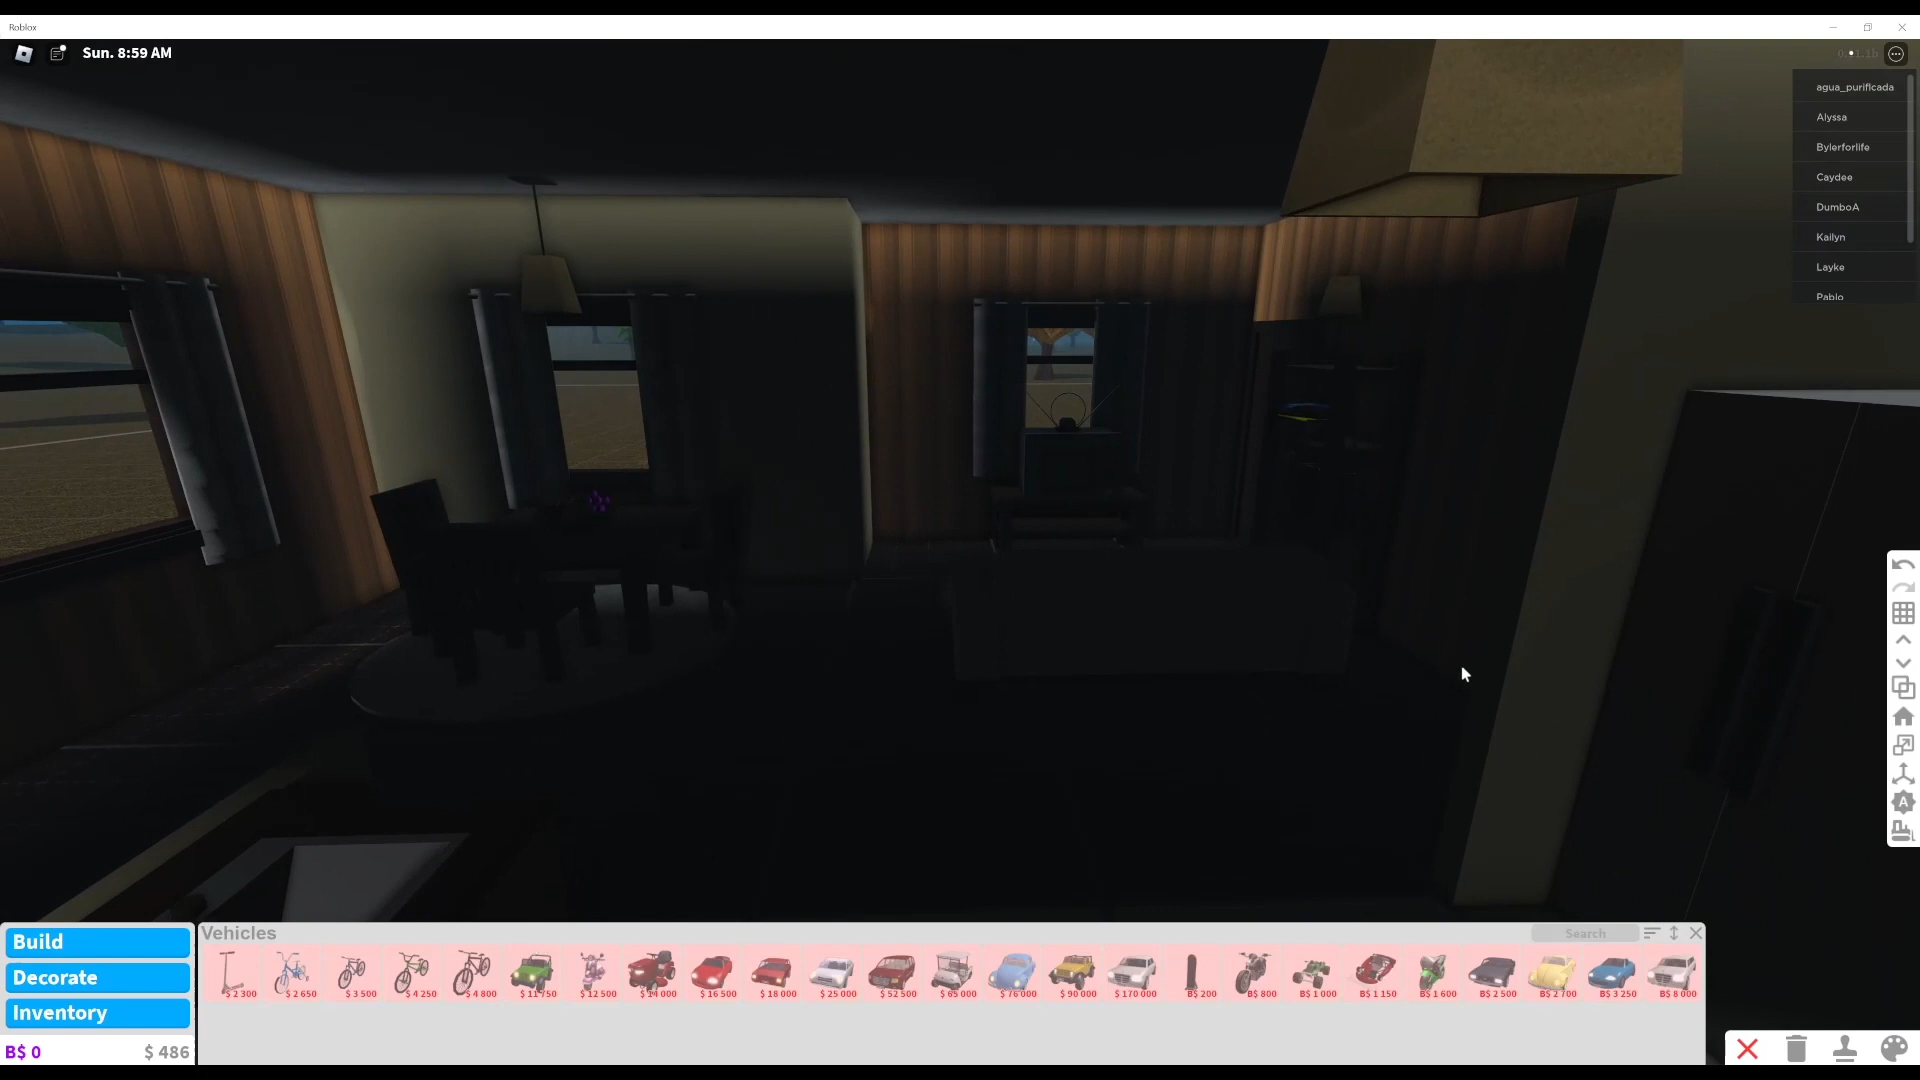 Roblox
Sun. 8:59 AM
agua_purificada
Alyssa
Bylerforlife
Caydee
DumboA
Kailyn
Layke
Pablo
Build
Decorate
Inventory
B$ 0 $ 486
Vehicles
Search
$ 2 300 $ 2 650 $ 3 500 $ 4 250 $ 4 800 $ 11 750 $ 12 500 $ 14 000 $ 16 500 $ 18 000 $ 25 000 $ 52 500 $ 65 000 $ 76 000 $ 90 000 $ 170 000 B$ 200 B$ 800 B$ 1 000 B$ 1 150 B$ 1 600 B$ 2 500 B$ 2 700 B$ 3 250 B$ 8 000
A